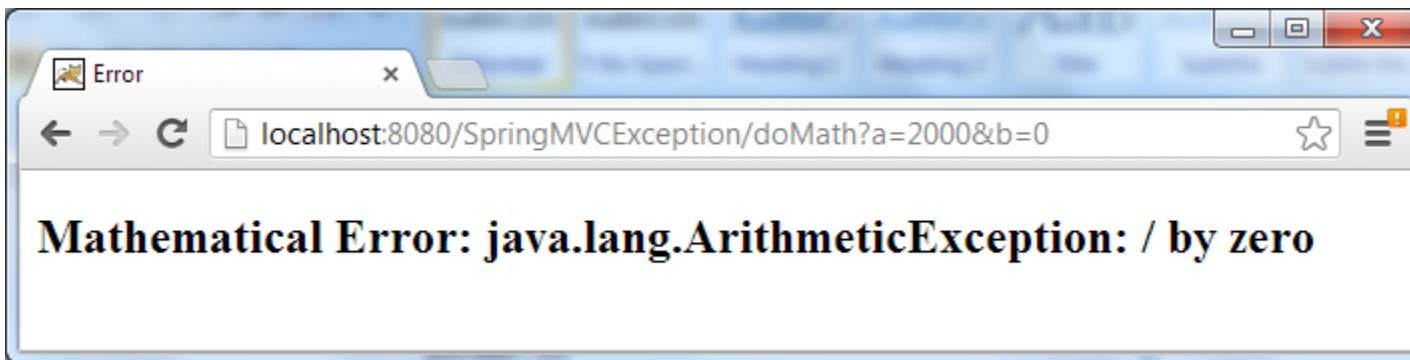 Error
localhost:8080/SpringMVCException/doMath?a=2000&b=0
Mathematical Error: java.lang.ArithmeticException: / by zero